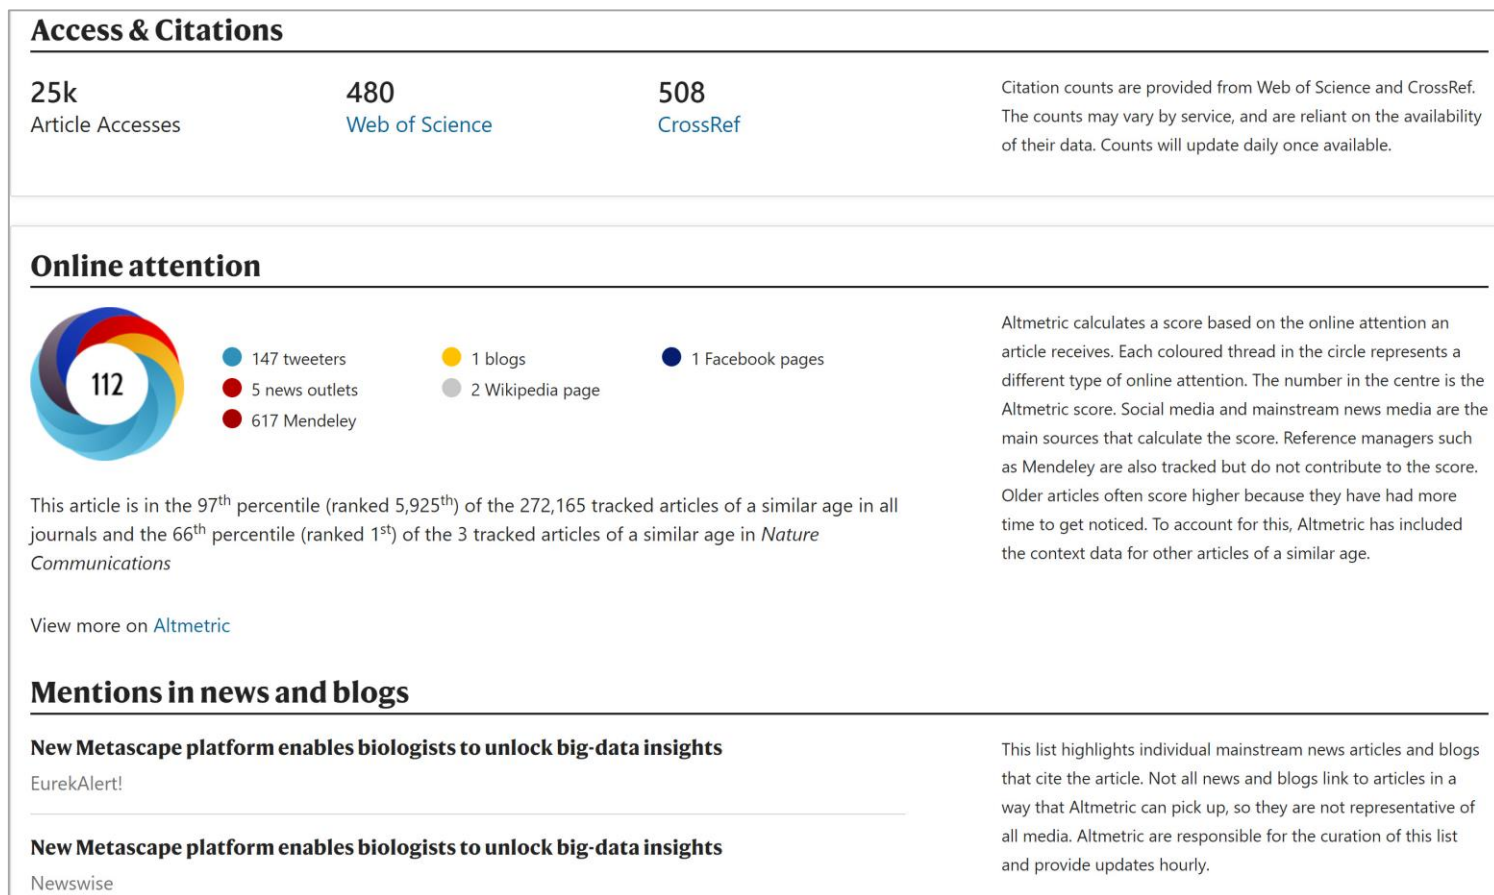 Access & Citations
25k
Article Accesses
480
Web of Science
508
CrossRef
Citation counts are provided from Web of Science and CrossRef.
The counts may vary by service, and are reliant on the availability
of their data. Counts will update daily once available.
Online attention
112
147 tweeters
1 blogs
1 Facebook pages
5 news outlets
2 Wikipedia page
617 Mendeley
Altmetric calculates a score based on the online attention an
article receives. Each coloured thread in the circle represents a
different type of online attention. The number in the centre is the
Altmetric score. Social media and mainstream news media are the
main sources that calculate the score. Reference managers such
as Mendeley are also tracked but do not contribute to the score.
Older articles often score higher because they have had more
time to get noticed. To account for this, Altmetric has included
the context data for other articles of a similar age.
This article is in the 97th percentile (ranked 5,925th) of the 272,165 tracked articles of a similar age in all
journals and the 66th percentile (ranked 1st) of the 3 tracked articles of a similar age in Nature
Communications
View more on Altmetric
Mentions in news and blogs
New Metascape platform enables biologists to unlock big-data insights
EurekAlert!
New Metascape platform enables biologists to unlock big-data insights
Newswise
This list highlights individual mainstream news articles and blogs
that cite the article. Not all news and blogs link to articles in a
way that Altmetric can pick up, so they are not representative of
all media. Altmetric are responsible for the curation of this list
and provide updates hourly.